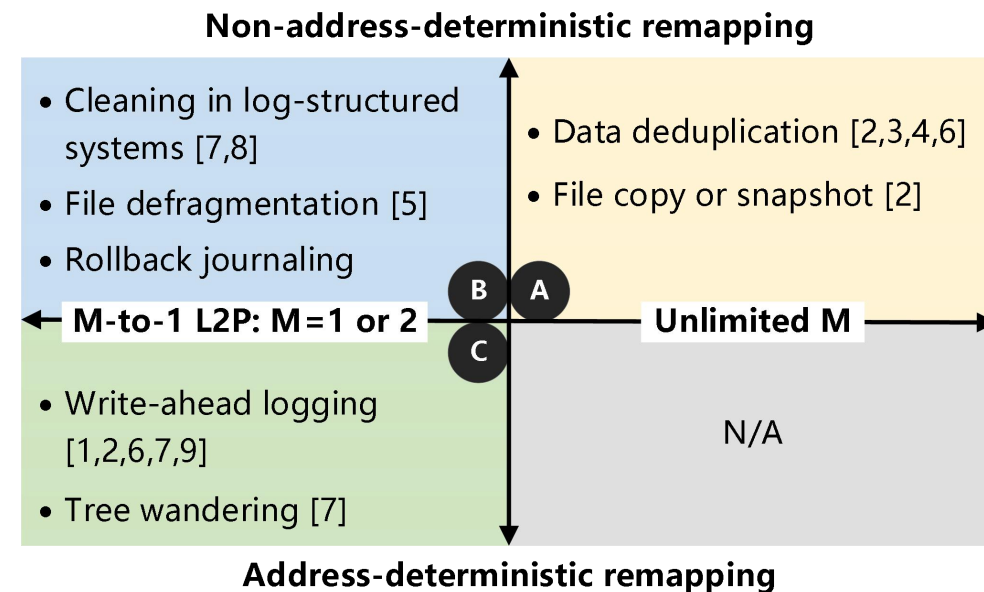 Non-address-deterministic remapping
• Cleaning in log-structured
systems [7,8]
• File defragmentation [5]
• Rollback journaling
• Data deduplication [2,3,4,6]
• File copy or snapshot [2]
B
A
M-to-1 L2P: M=1 or 2
Unlimited M
C
• Write-ahead logging
[1,2,6,7,9]
• Tree wandering [7]
N/A
Address-deterministic remapping